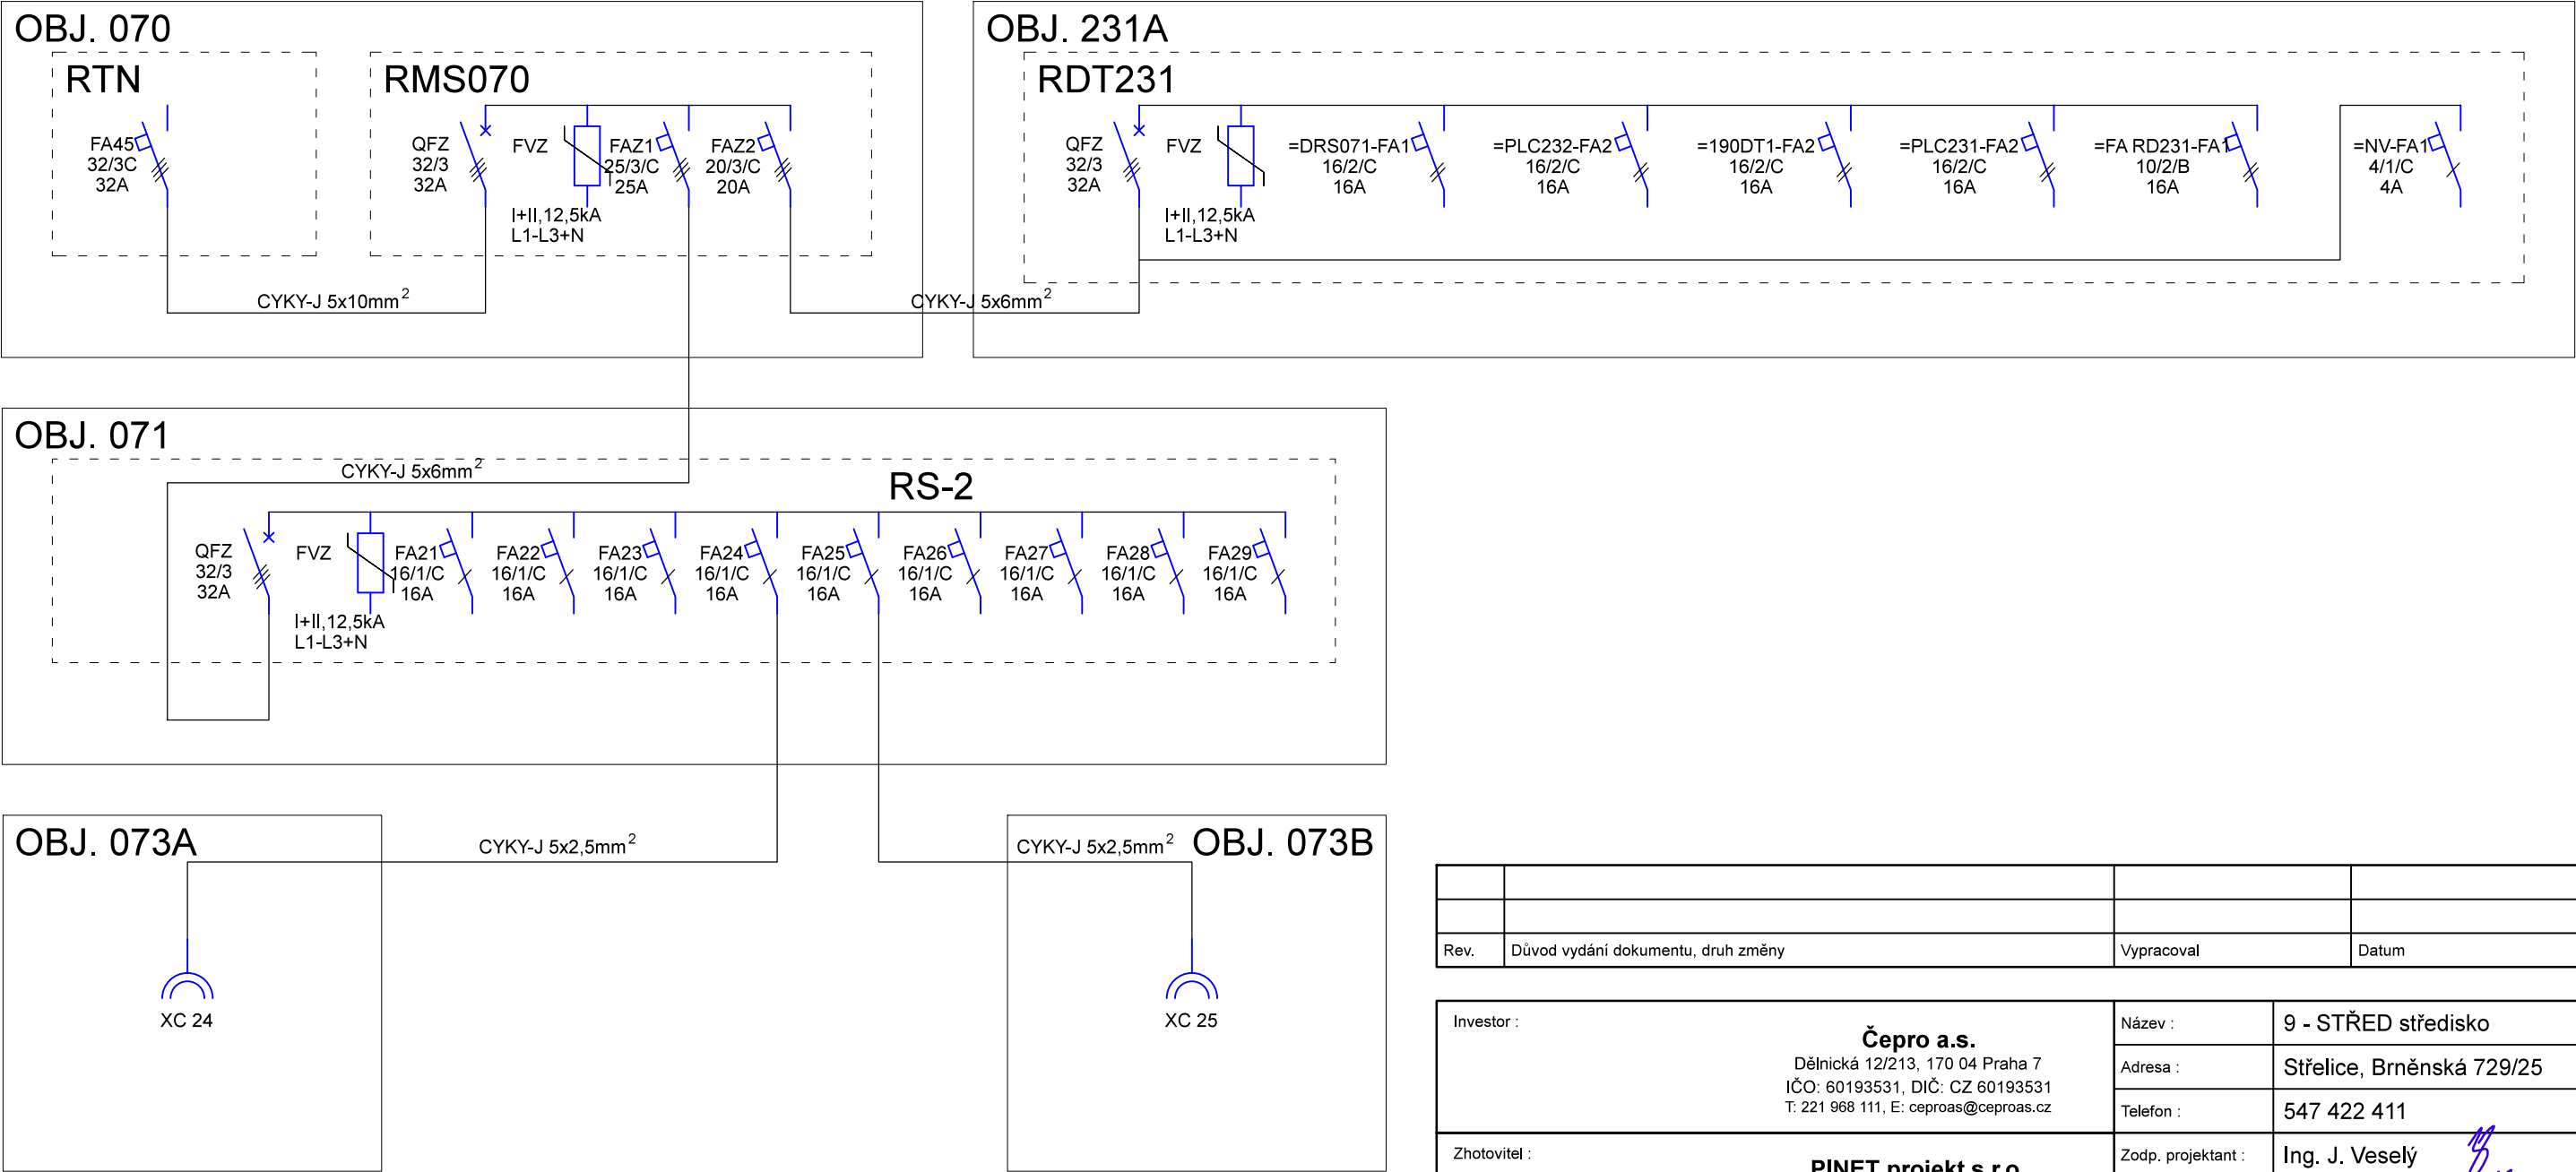 OBJ. 070
RTN
FA45
32/3C
32A
RMS070
QFZ
32/3
32A
FVZ
I+II,12,5kA
L1-L3+N
FAZ1
25/3/C
25A
FAZ2
20/3/C
20A
CYKY-J 5x10mm²
CYKY-J 5x6mm²
OBJ. 231A
RDT231
QFZ
32/3
32A
FVZ
I+II,12,5kA
L1-L3+N
=DRS071-FA1
16/2/C
16A
=PLC232-FA2
16/2/C
16A
=190DT1-FA2
16/2/C
16A
=PLC231-FA2
16/2/C
16A
=FA RD231-FA1
10/2/B
16A
=NV-FA1
4/1/C
4A
OBJ. 071
CYKY-J 5x6mm²
RS-2
QFZ
32/3
32A
FVZ
I+II,12,5kA
L1-L3+N
FA21
16/1/C
16A
FA22
16/1/C
16A
FA23
16/1/C
16A
FA24
16/1/C
16A
FA25
16/1/C
16A
FA26
16/1/C
16A
FA27
16/1/C
16A
FA28
16/1/C
16A
FA29
16/1/C
16A
OBJ. 073A
CYKY-J 5x2,5mm²
XC 24
CYKY-J 5x2,5mm²
OBJ. 073B
XC 25
Rev. Důvod vydání dokumentu, druh změny Vypracoval Datum
Investor :
Čepro a.s.
Dělnická 12/213, 170 04 Praha 7
IČO: 60193531, DIČ: CZ 60193531
T: 221 968 111, E: ceproas@ceproas.cz
Název : 9 - STŘED středisko
Adresa : Střelice, Brněnská 729/25
Telefon : 547 422 411
Zhotovitel :
PINET projekt s.r.o.
Zodp. projektant : Ing. J. Veselý